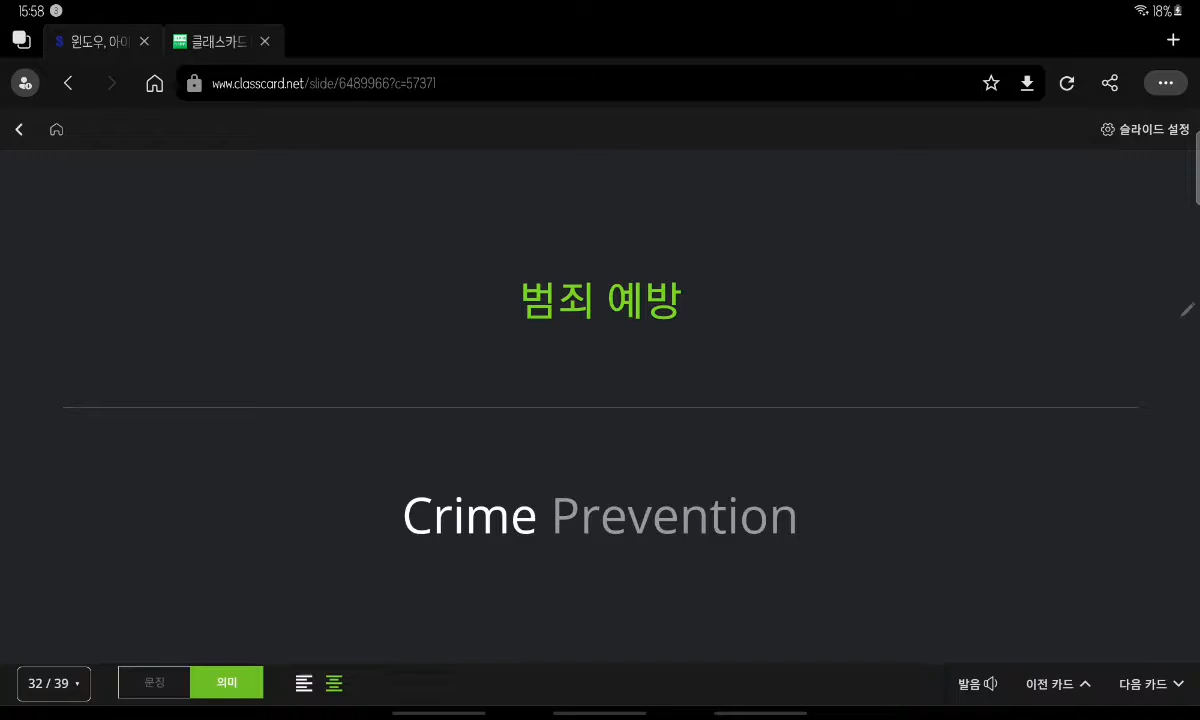 15:58 3 18%
S 윈도우, 아이 클래스카드
www.classcard.net/slide/6489966?c=57371
슬라이드 설정
범죄 예방
Crime Prevention
32 / 39 문장 의미 발음 이전 카드 다음 카드